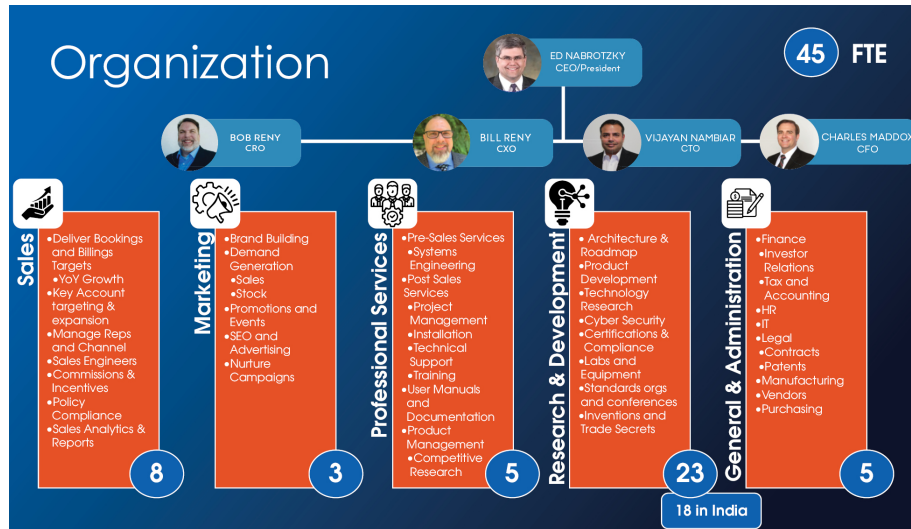 Organization
ED NABROTZKY
CEO/President
45 FTE
BOB RENY
CRO
BILL RENY
CXO
VIJAYAN NAMBIAR
CTO
CHARLES MADDOX
CFO
Sales
•Deliver Bookings
and Billings
Targets
•YoY Growth
•Key Account
targeting &
expansion
•Manage Reps
and Channel
•Sales Engineers
•Commissions &
Incentives
•Policy
Compliance
•Sales Analytics &
Reports
8
Marketing
•Brand Building
•Demand
Generation
•Sales
•Stock
•Promotions and
Events
•SEO and
Advertising
•Nurture
Campaigns
3
Professional Services
•Pre-Sales Services
•Systems
Engineering
•Post Sales
Services
•Project
Management
•Installation
•Technical
Support
•Training
•User Manuals
and
Documentation
•Product
Management
•Competitive
Research
5
Research & Development
• Architecture &
Roadmap
•Product
Development
•Technology
Research
•Cyber Security
•Certifications &
Compliance
•Labs and
Equipment
•Standards orgs
and conferences
•Inventions and
Trade Secrets
23
18 in India
General & Administration
•Finance
•Investor
Relations
•Tax and
Accounting
•HR
•IT
•Legal
•Contracts
•Patents
•Manufacturing
•Vendors
•Purchasing
5